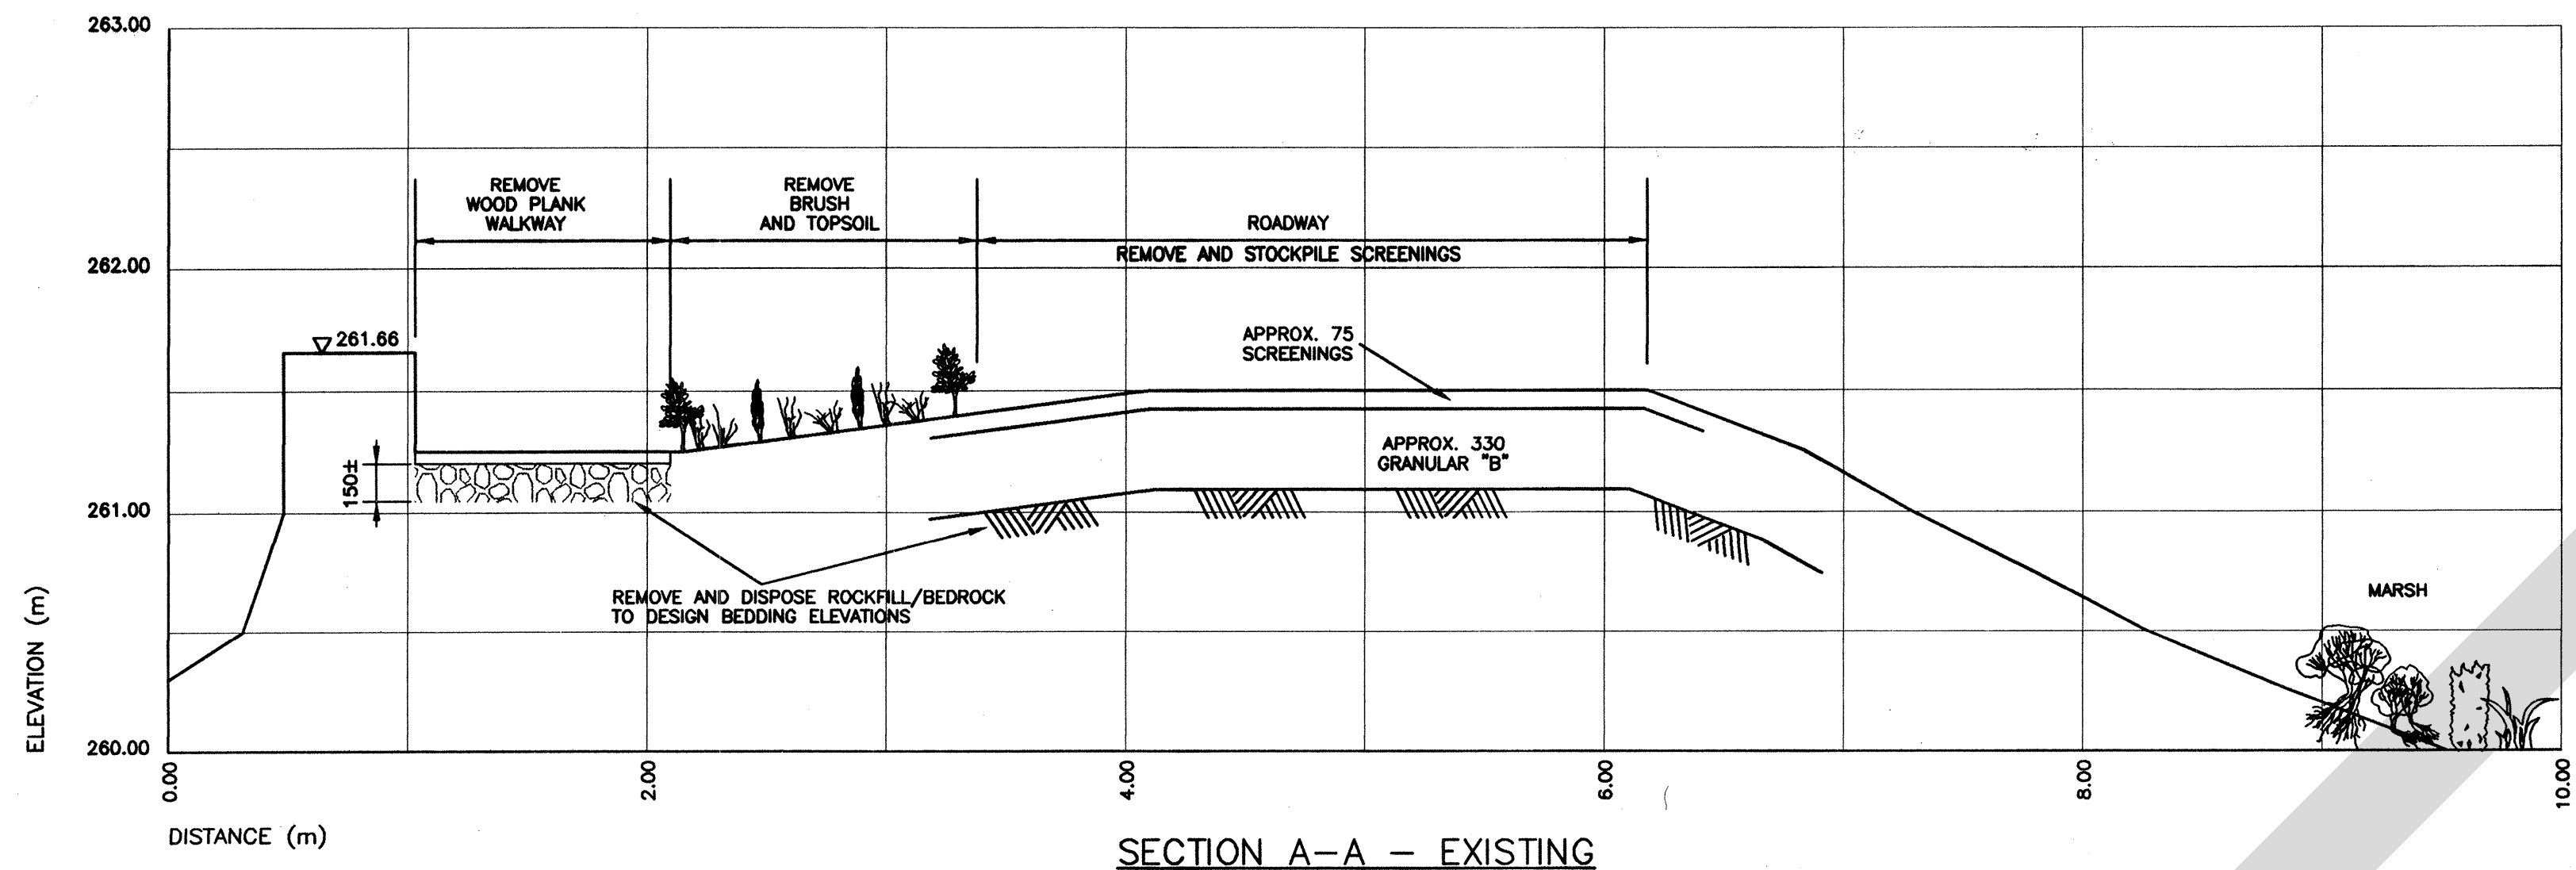 263.00
REMOVE
WOOD PLANK
WALKWAY
REMOVE
BRUSH
AND TOPSOIL
ROADWAY
REMOVE AND STOCKPILE SCREENINGS
262.00
261.66
APPROX. 75
SCREENINGS
APPROX. 330
GRANULAR "B"
150±
261.00
REMOVE AND DISPOSE ROCKFILL/BEDROCK
TO DESIGN BEDDING ELEVATIONS
MARSH
ELEVATION (m)
260.00
0.00
2.00
4.00
6.00
8.00
10.00
DISTANCE (m)
SECTION A-A - EXISTING